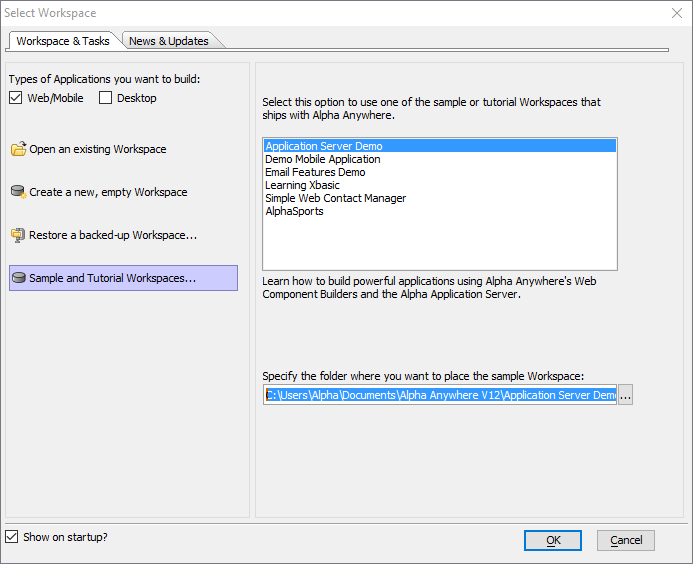 Select Workspace
Workspace & Tasks
News & Updates
Types of Applications you want to build:
Web/Mobile
Desktop
Open an existing Workspace
Create a new, empty Workspace
Restore a backed-up Workspace...
Sample and Tutorial Workspaces...
Select this option to use one of the sample or tutorial Workspaces that
ships with Alpha Anywhere.
Application Server Demo
Demo Mobile Application
Email Features Demo
Learning Xbasic
Simple Web Contact Manager
AlphaSports
Learn how to build powerful applications using Alpha Anywhere's Web
Component Builders and the Alpha Application Server.
Specify the folder where you want to place the sample Workspace:
C:\Users\Alpha\Documents\Alpha Anywhere V12\Application Server Demo
...
Show on startup?
OK
Cancel